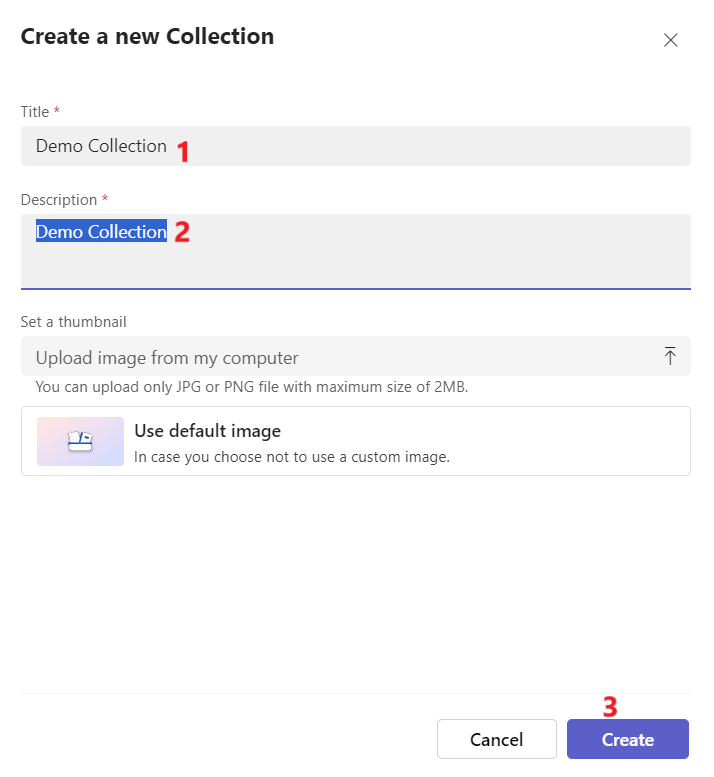 Create a new Collection
Title *
Demo Collection 1
Description *
Demo Collection 2
Set a thumbnail
Upload image from my computer
You can upload only JPG or PNG file with maximum size of 2MB.
Use default image
In case you choose not to use a custom image.
3
Cancel Create